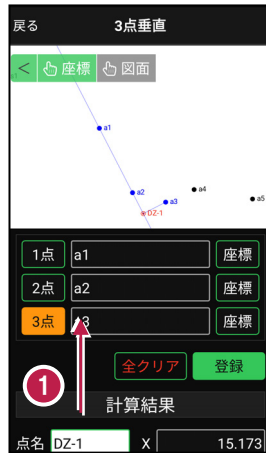 戻る 3点垂直
< 座標 図面
a1
a2
a3
a4
a5
DZ-1
1点 a1 座標
2点 a2 座標
3点 a3 座標
全クリア 登録
1
計算結果
点名 DZ-1 X 15.173